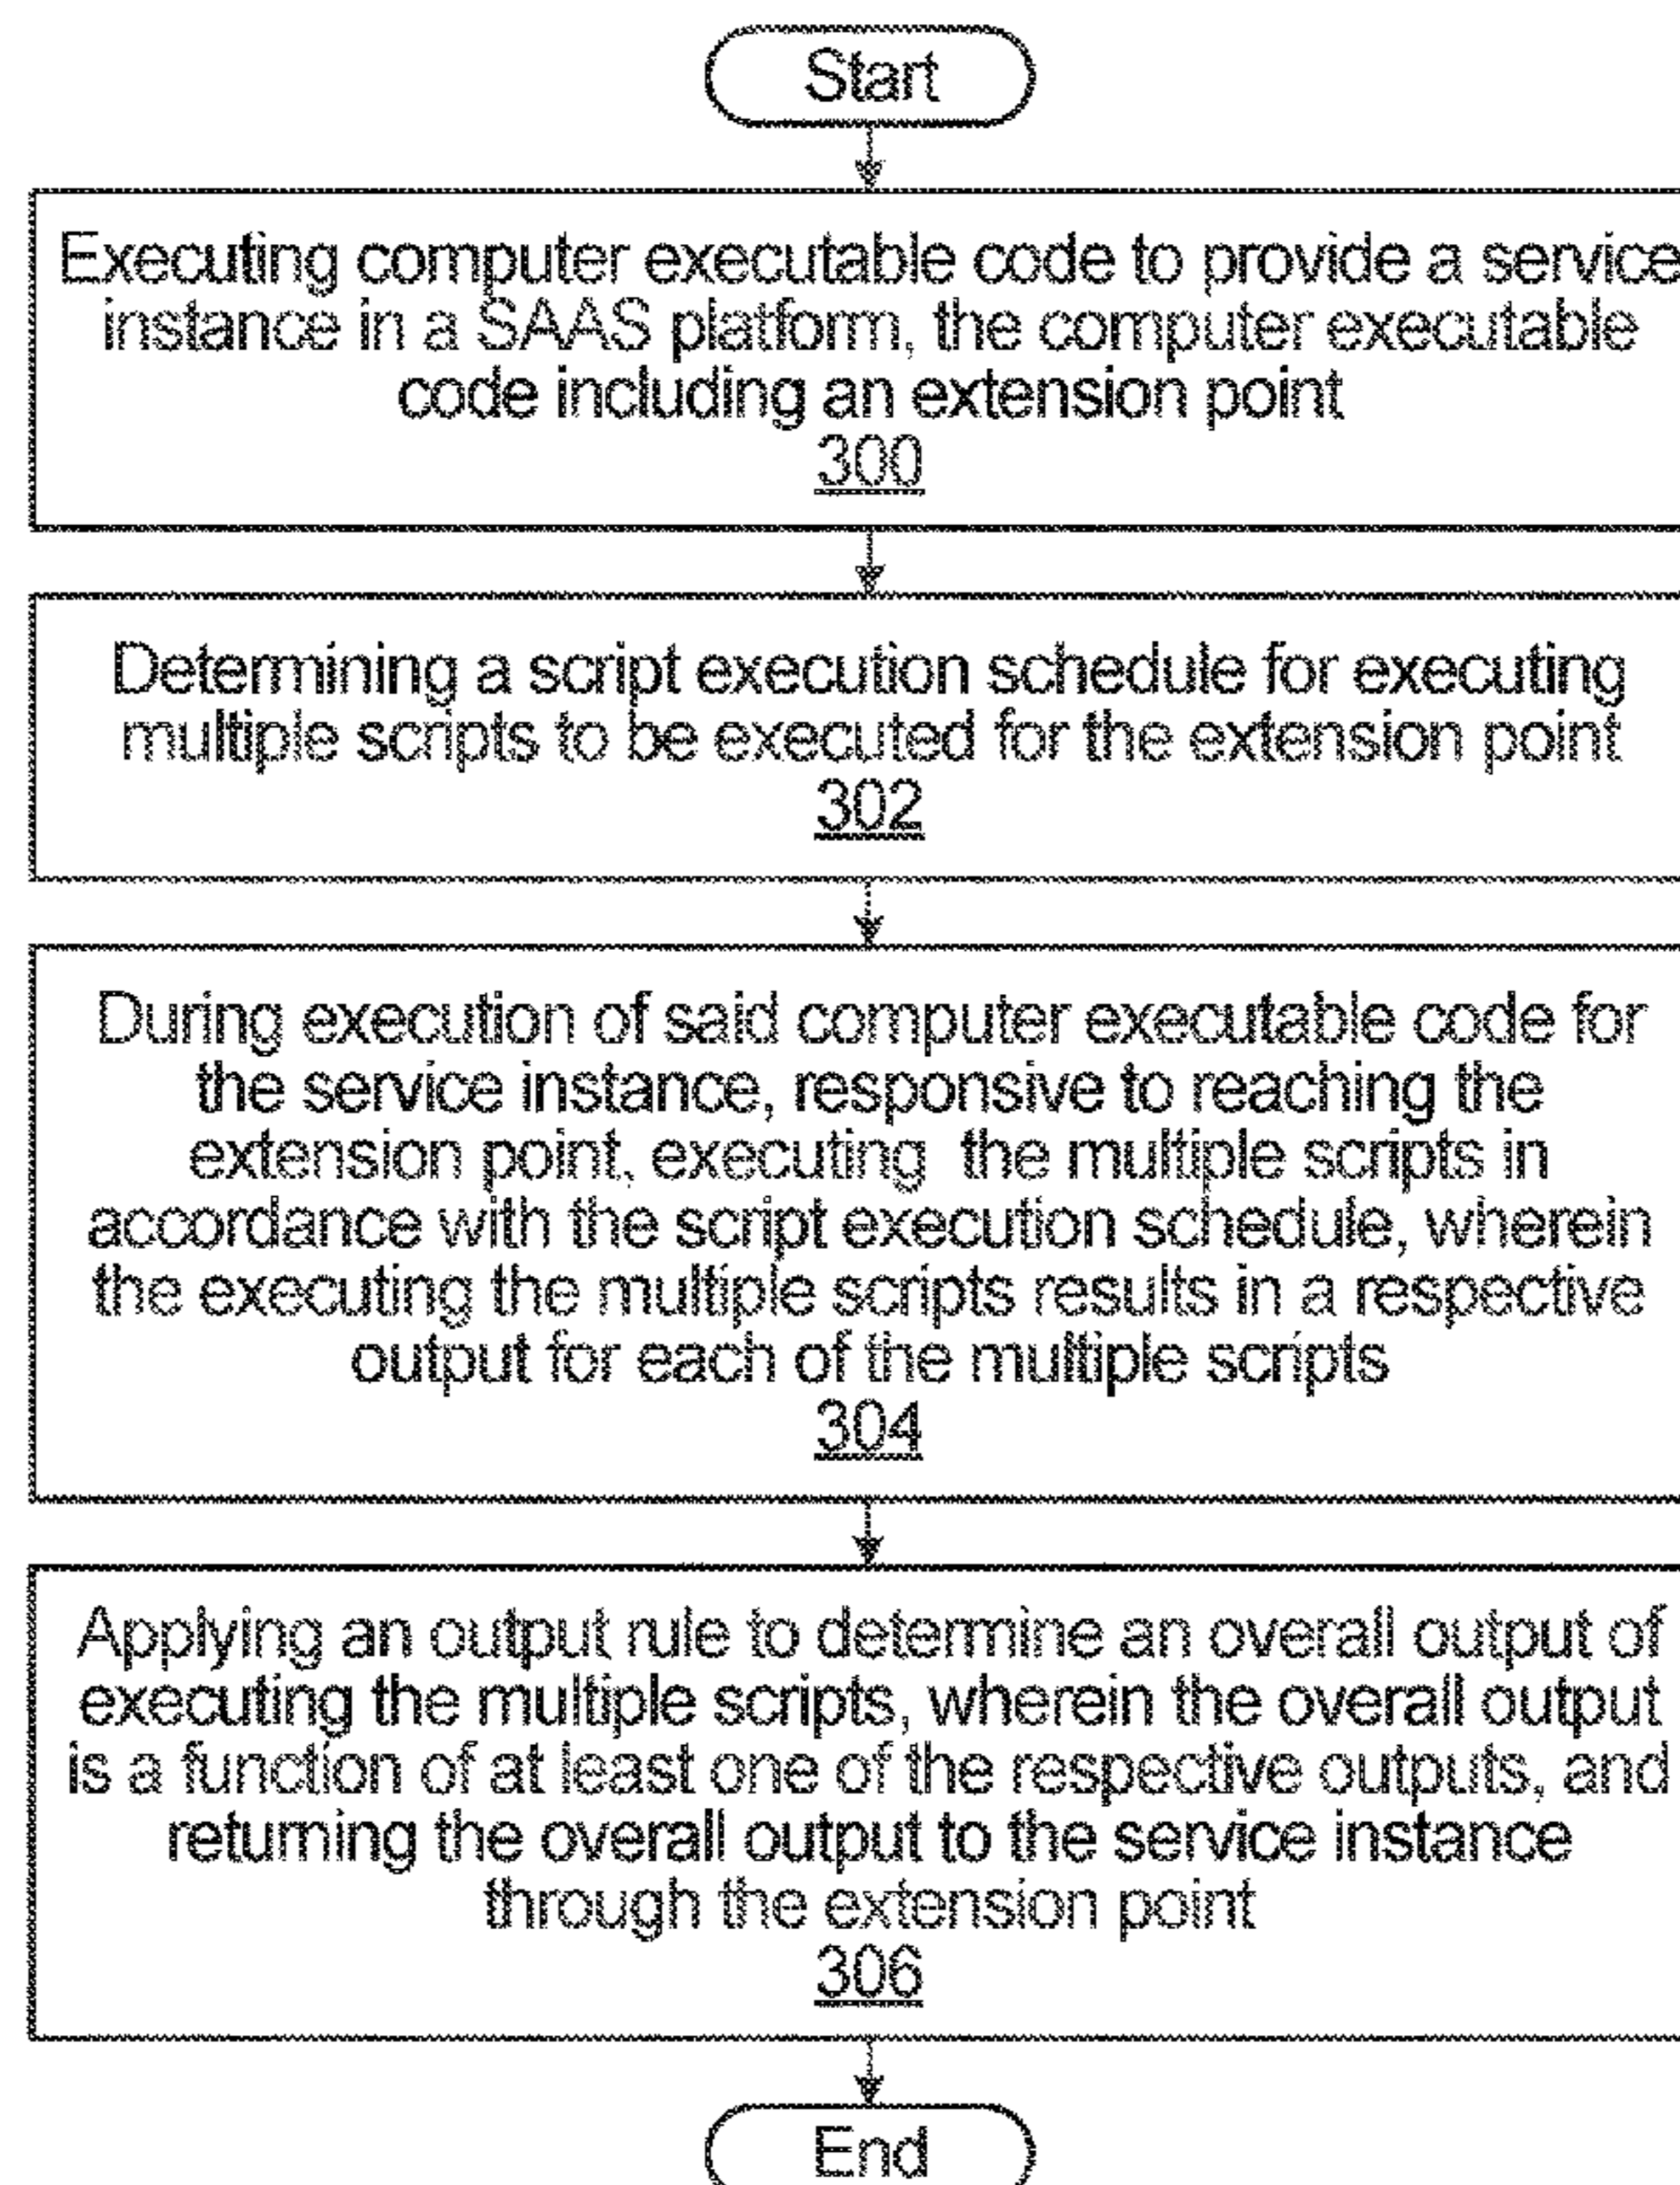 Start
Executing computer executable code to provide a service
instance in a SAAS platform, the computer executable
code including an extension point
300
Determining a script execution schedule for executing
multiple scripts to be executed for the extension point
302
During execution of said computer executable code for
the service instance, responsive to reaching the
extension point, executing the multiple scripts in
accordance with the script execution schedule, wherein
the executing the multiple scripts results in a respective
output for each of the multiple scripts
304
Applying an output rule to determine an overall output of
executing the multiple scripts, wherein the overall output
is a function of at least one of the respective outputs, and
returning the overall output to the service instance
through the extension point
306
End